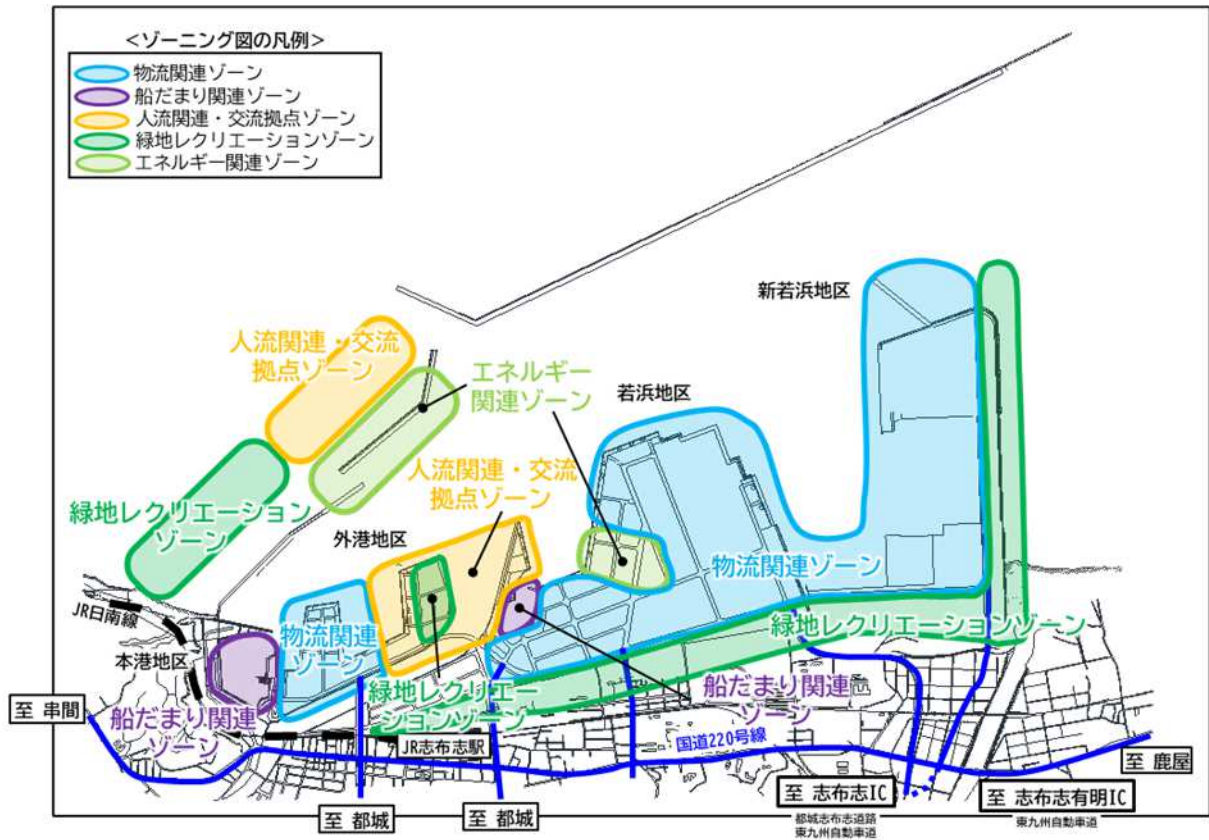 <ゾーニング図の凡例>
物流関連ゾーン
船だまり関連ゾーン
人流関連・交流拠点ゾーン
緑地レクリエーションゾーン
エネルギー関連ゾーン
新若浜地区
人流関連・交流
拠点ゾーン
エネルギー
関連ゾーン
若浜地区
人流関連・交流
拠点ゾーン
緑地レクリエーション
ゾーン
外港地区
物流関連ゾーン
JR日南線
物流関連
ゾーン
緑地レクリエーションゾーン
本港地区
緑地レクリエー
ションゾーン
船だまり関連
ゾーン
船だまり関連
ゾーン
至 串間
JR志布志駅
国道220号線
至 鹿屋
至 志布志IC
都城志布志道路
東九州自動車道
至 志布志有明IC
東九州自動車道
至 都城
至 都城